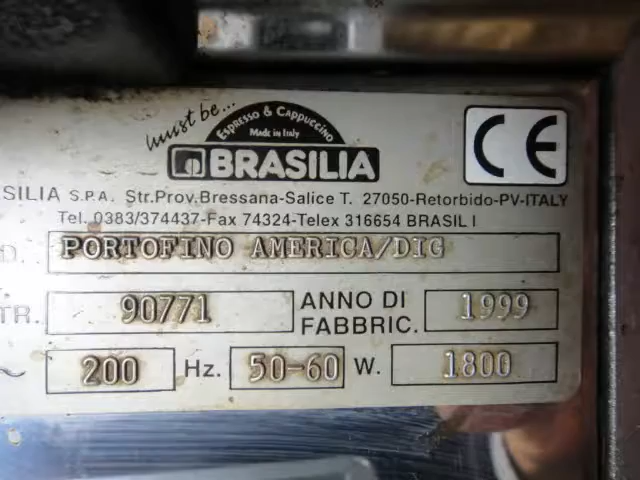 must be...
Espresso & Cappuccino
Made in Italy
BRASILIA
CE
SILIA S.P.A. Str.Prov.Bressana-Salice T. 27050-Retorbido-PV-ITALY
Tel. 0383/374437-Fax 74324-Telex 316654 BRASIL I
D. PORTOFINO AMERICA/DIG
TR. 90771 ANNO DI FABBRIC. 1999
~ 200 Hz. 50-60 W. 1800